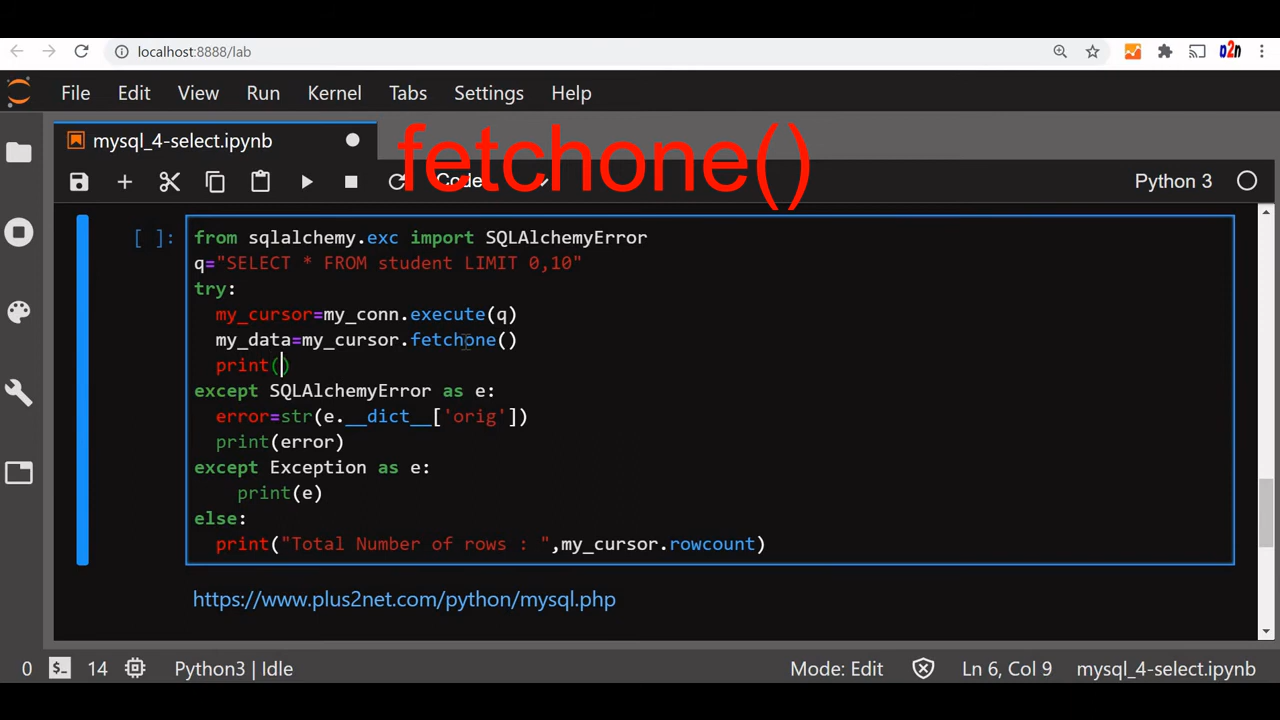 localhost:8888/lab
o2n
File Edit View Run Kernel Tabs Settings Help
mysql_4-select.ipynb
fetchone()
Code
Python 3
[ ]:
from sqlalchemy.exc import SQLAlchemyError
q="SELECT * FROM student LIMIT 0,10"
try:
  my_cursor=my_conn.execute(q)
  my_data=my_cursor.fetchone()
  print()
except SQLAlchemyError as e:
  error=str(e.__dict__['orig'])
  print(error)
except Exception as e:
    print(e)
else:
  print("Total Number of rows : ",my_cursor.rowcount)
https://www.plus2net.com/python/mysql.php
0 $_ 14 Python3 | Idle Mode: Edit Ln 6, Col 9 mysql_4-select.ipynb